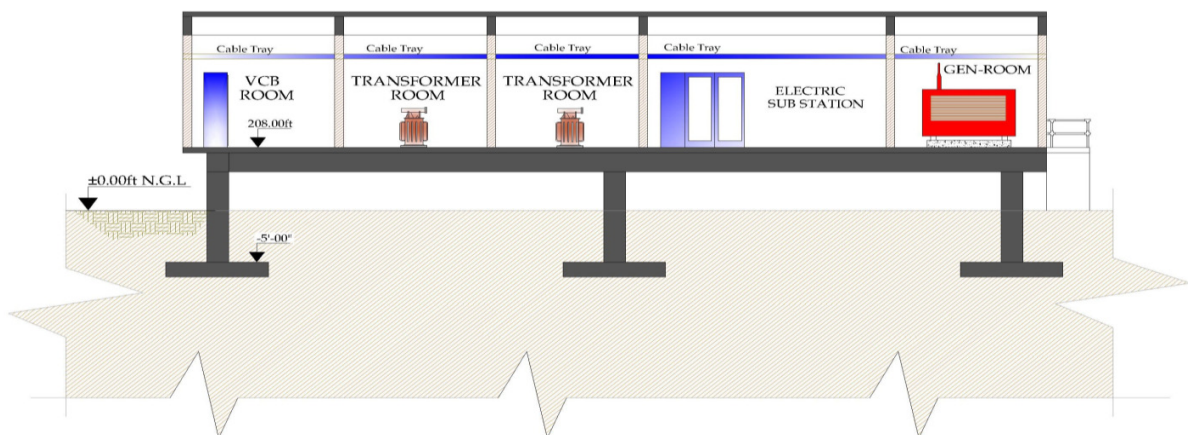 Cable Tray
Cable Tray
Cable Tray
Cable Tray
Cable Tray
VCB
ROOM
TRANSFORMER
ROOM
TRANSFORMER
ROOM
ELECTRIC
SUB STATION
GEN-ROOM
208.00ft
±0.00ft N.G.L
-5'-00"